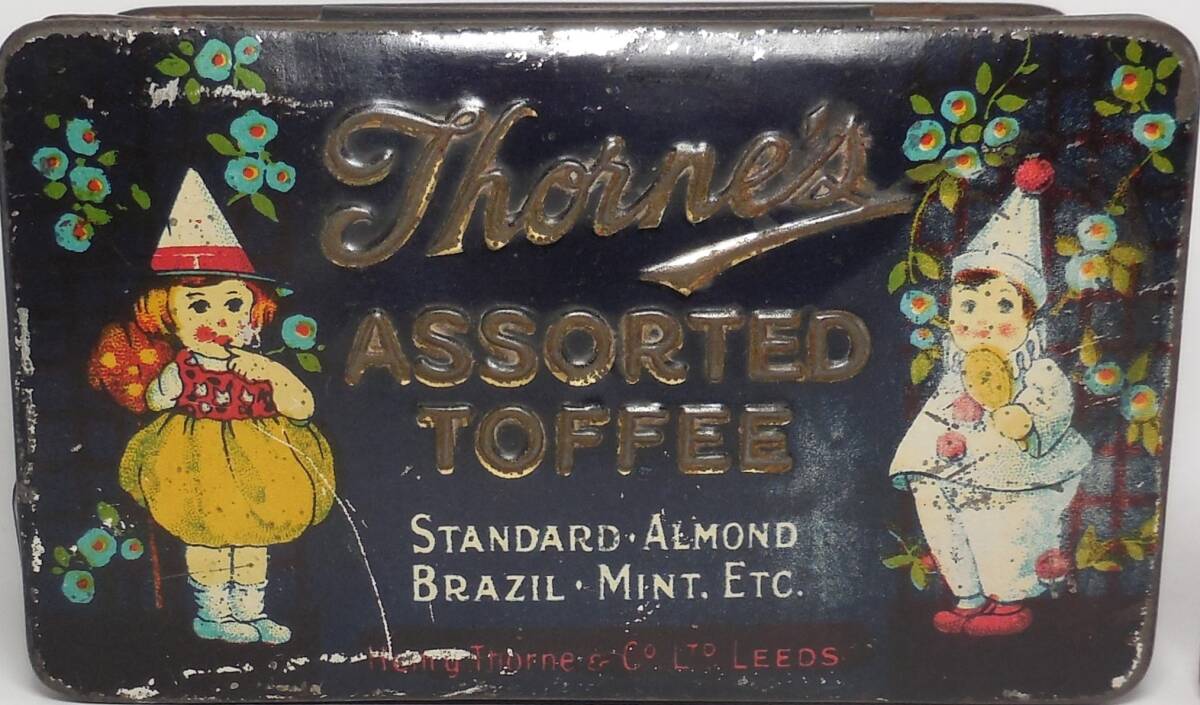 Thorne's
ASSORTED
TOFFEE
STANDARD · ALMOND
BRAZIL · MINT. ETC.
Henry Thorne & Co LTD LEEDS